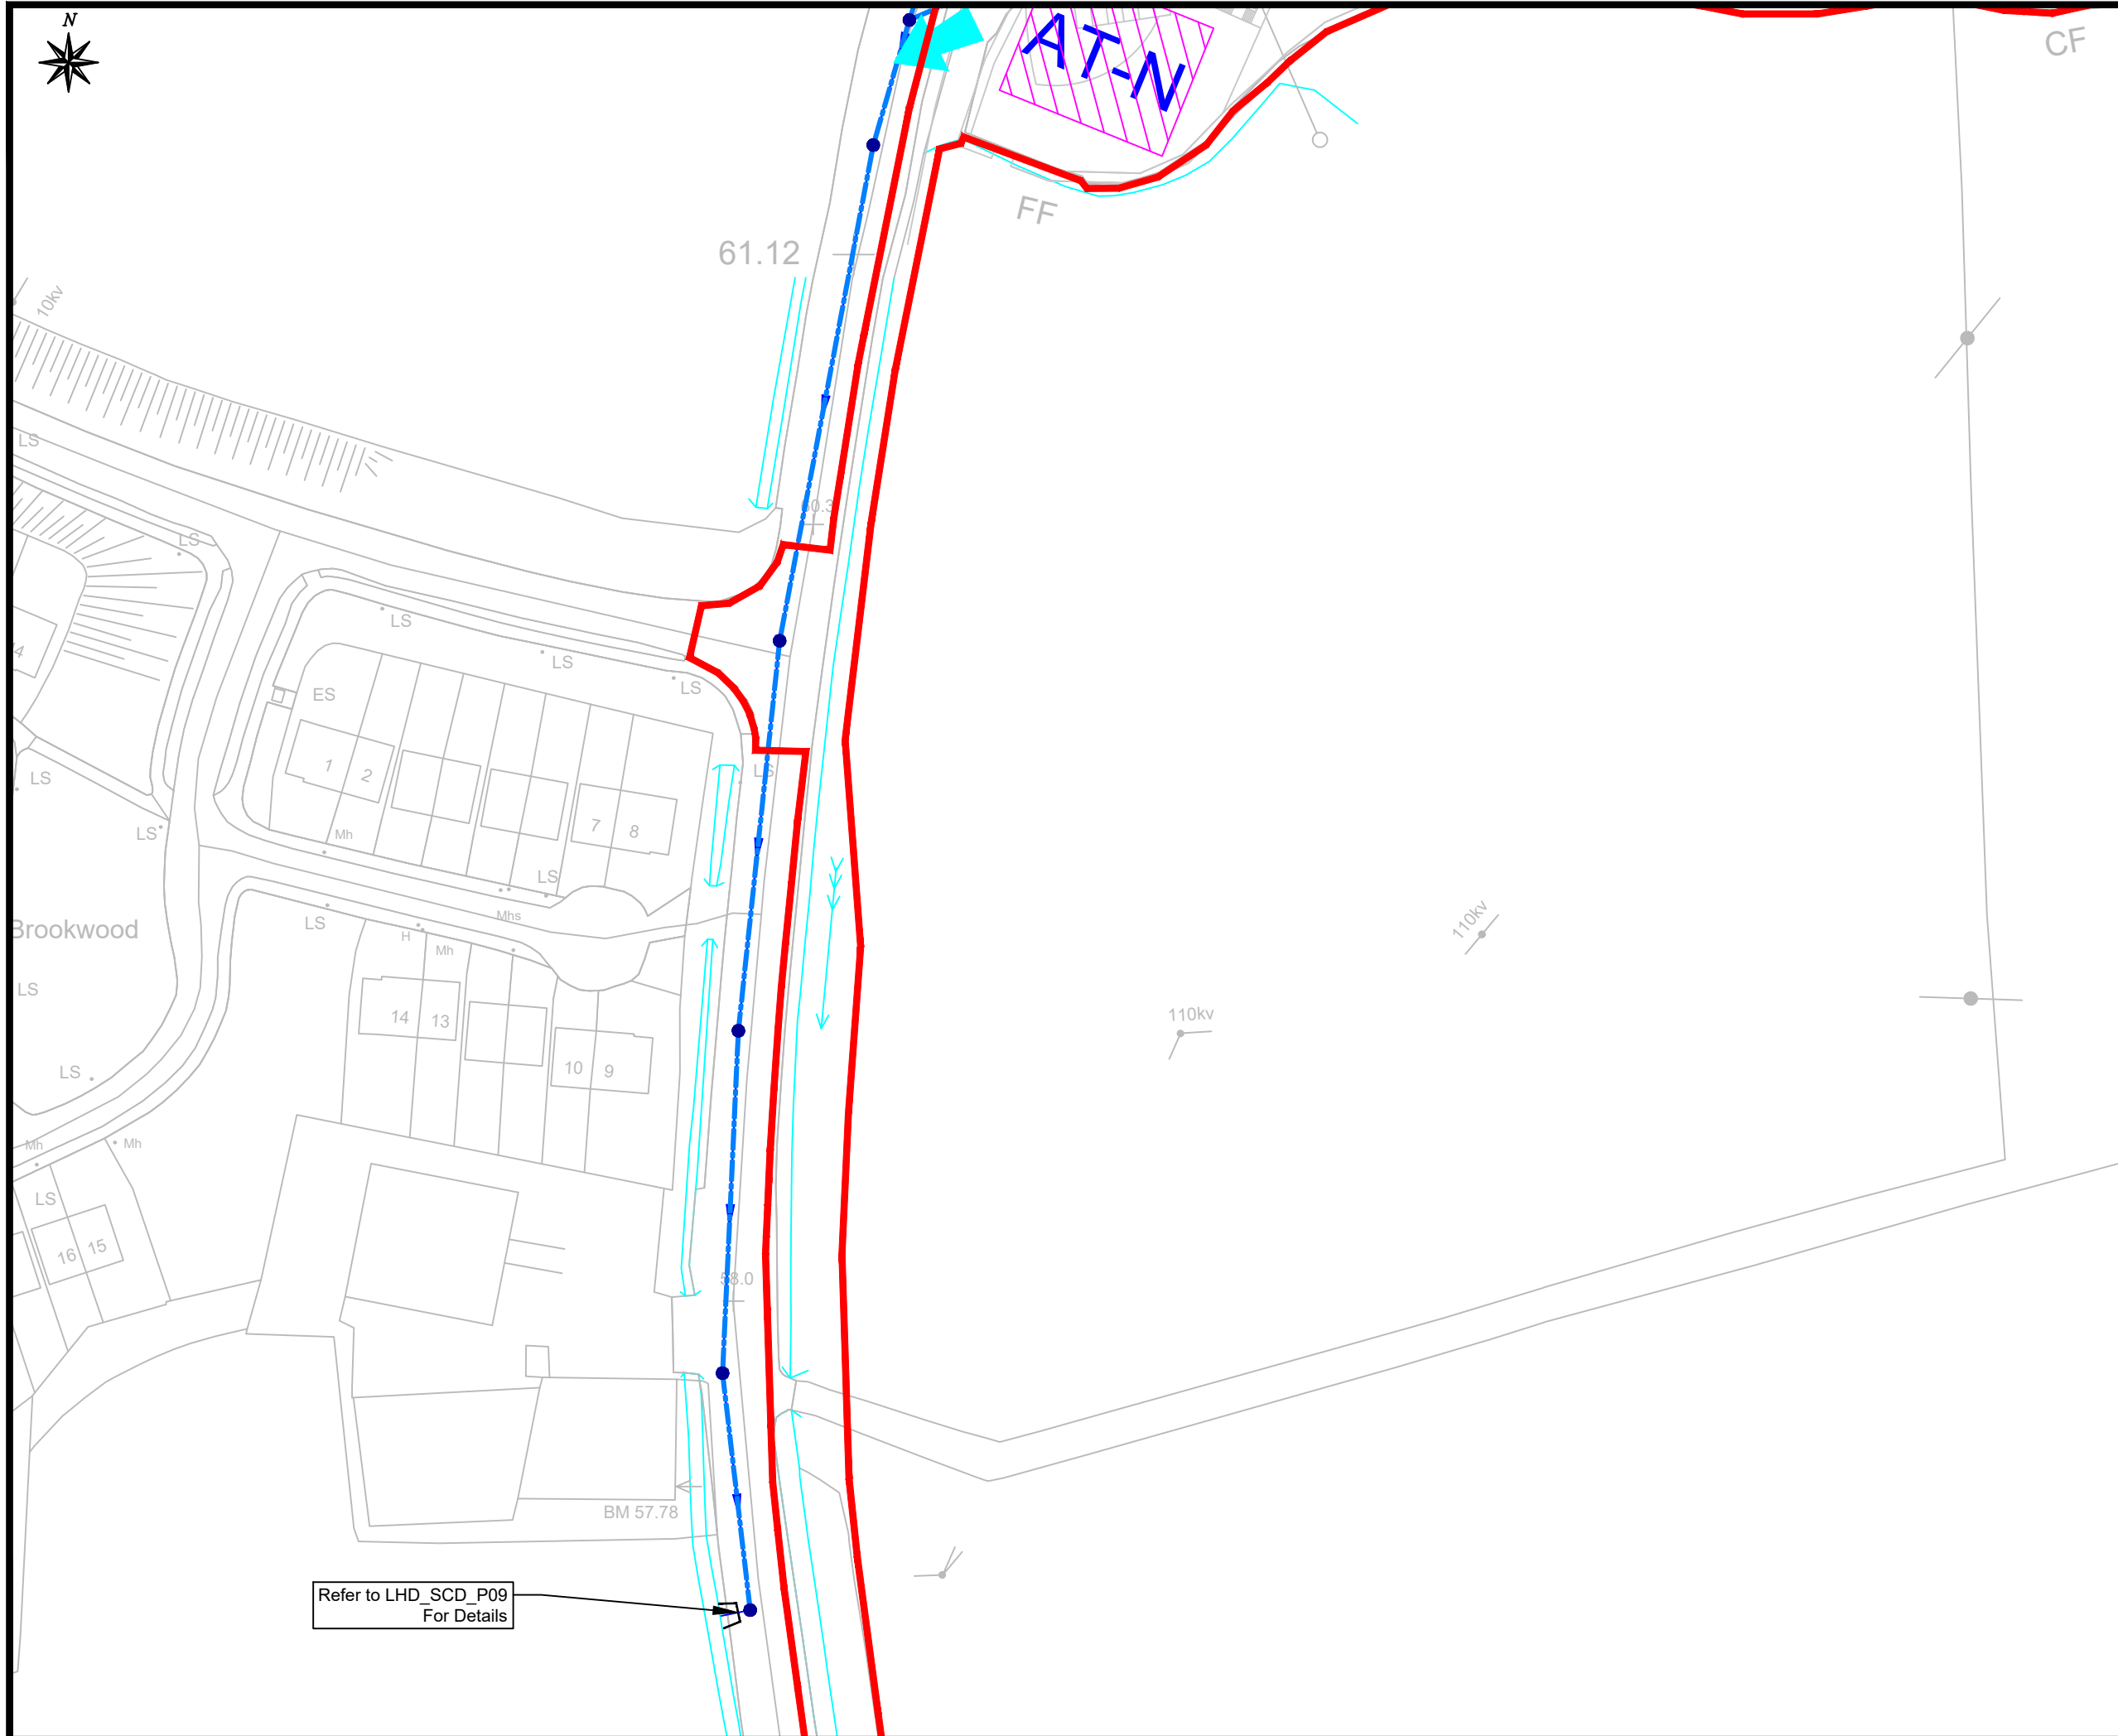 N
CF
FF
61.12
10kv
LS
LS
LS
LS
LS
ES
1
2
7
8
LS
LS
LS
Mh
LS
Mhs
LS
H
Mh
Brookwood
LS
14
13
10
9
LS
Mh
Mh
LS
16
15
110kv
110kv
BM 57.78
Refer to LHD_SCD_P09
For Details